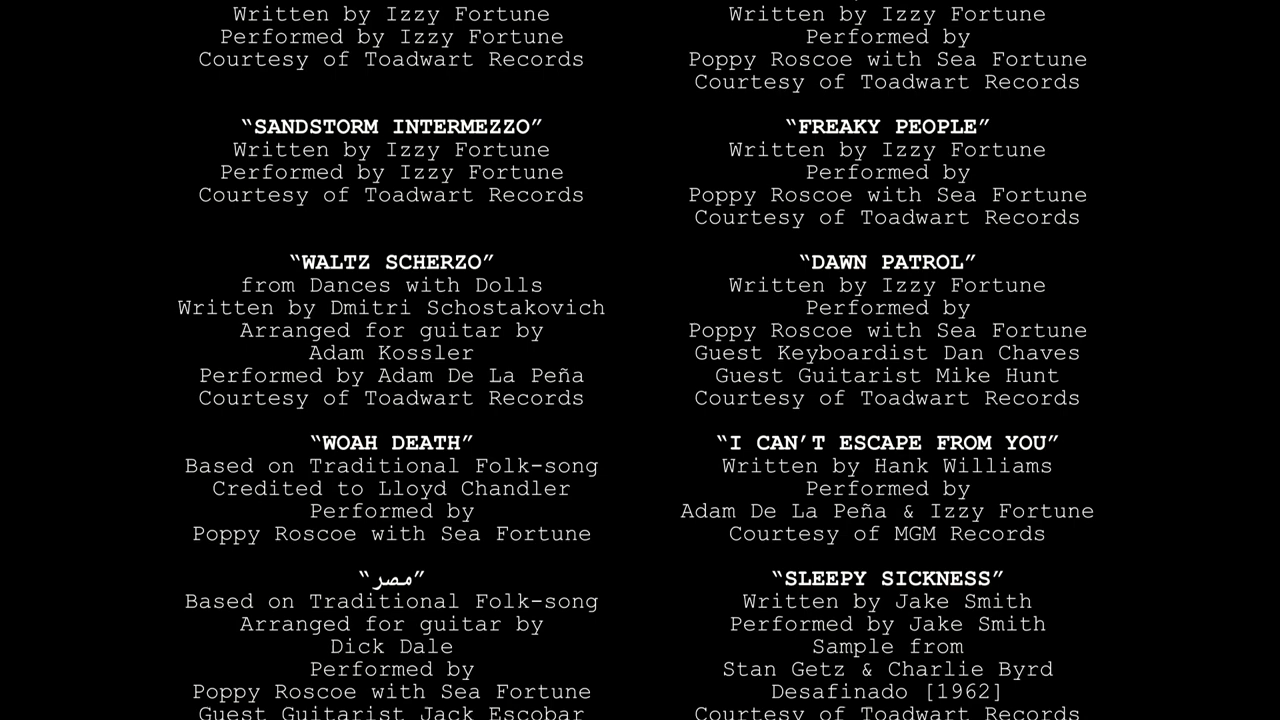 Written by Izzy Fortune
Performed by Izzy Fortune
Courtesy of Toadwart Records
“SANDSTORM INTERMEZZO”
Written by Izzy Fortune
Performed by Izzy Fortune
Courtesy of Toadwart Records
“WALTZ SCHERZO”
from Dances with Dolls
Written by Dmitri Schostakovich
Arranged for guitar by
Adam Kossler
Performed by Adam De La Peña
Courtesy of Toadwart Records
“WOAH DEATH”
Based on Traditional Folk-song
Credited to Lloyd Chandler
Performed by
Poppy Roscoe with Sea Fortune
“مصر”
Based on Traditional Folk-song
Arranged for guitar by
Dick Dale
Performed by
Poppy Roscoe with Sea Fortune
Guest Guitarist Jack Escobar
Written by Izzy Fortune
Performed by
Poppy Roscoe with Sea Fortune
Courtesy of Toadwart Records
“FREAKY PEOPLE”
Written by Izzy Fortune
Performed by
Poppy Roscoe with Sea Fortune
Courtesy of Toadwart Records
“DAWN PATROL”
Written by Izzy Fortune
Performed by
Poppy Roscoe with Sea Fortune
Guest Keyboardist Dan Chaves
Guest Guitarist Mike Hunt
Courtesy of Toadwart Records
“I CAN’T ESCAPE FROM YOU”
Written by Hank Williams
Performed by
Adam De La Peña & Izzy Fortune
Courtesy of MGM Records
“SLEEPY SICKNESS”
Written by Jake Smith
Performed by Jake Smith
Sample from
Stan Getz & Charlie Byrd
Desafinado [1962]
Courtesy of Toadwart Records